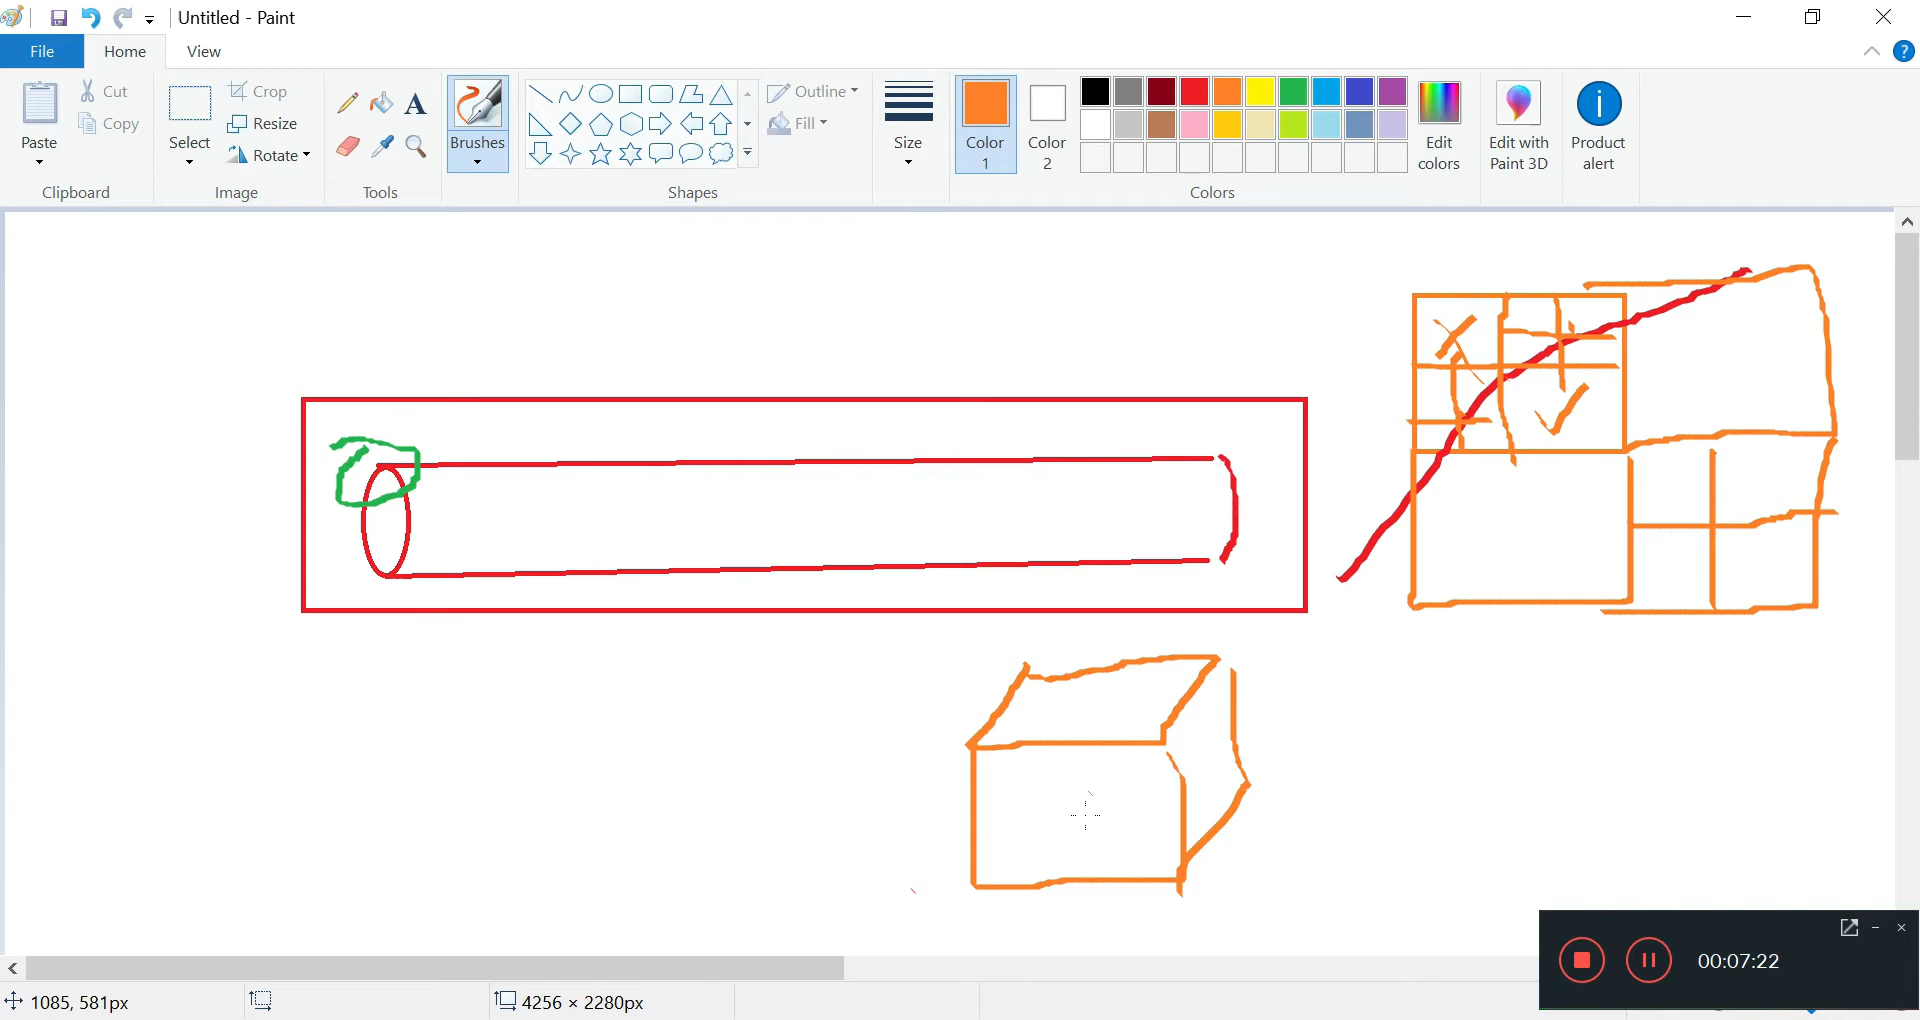 Untitled - Paint
File Home View
Paste
Cut
Copy
Clipboard
Select
Crop
Resize
Rotate
Image
A
Tools
Brushes
Shapes
Outline
Fill
Size
Color 1
Color 2
Colors
Edit colors
Edit with Paint 3D
Product alert
00:07:22
1085, 581px
4256 × 2280px